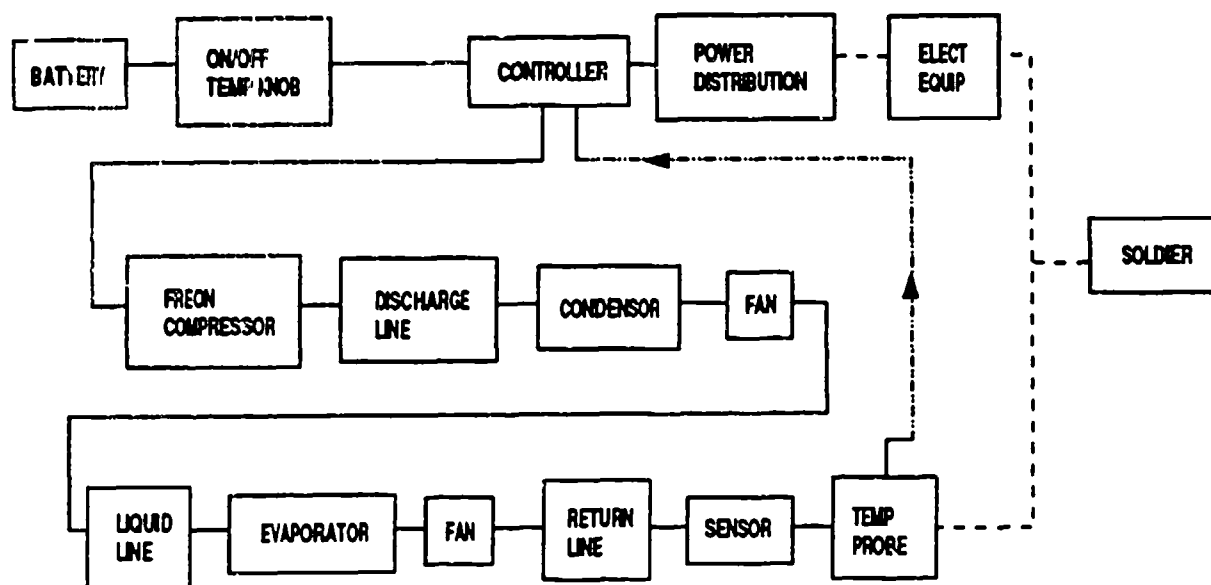 BATTERY
ON/OFF
TEMP KNOB
CONTROLLER
POWER
DISTRIBUTION
ELECT
EQUIP
SOLDIER
FREON
COMPRESSOR
DISCHARGE
LINE
CONDENSOR
FAN
LIQUID
LINE
EVAPORATOR
FAN
RETURN
LINE
SENSOR
TEMP
PROBE